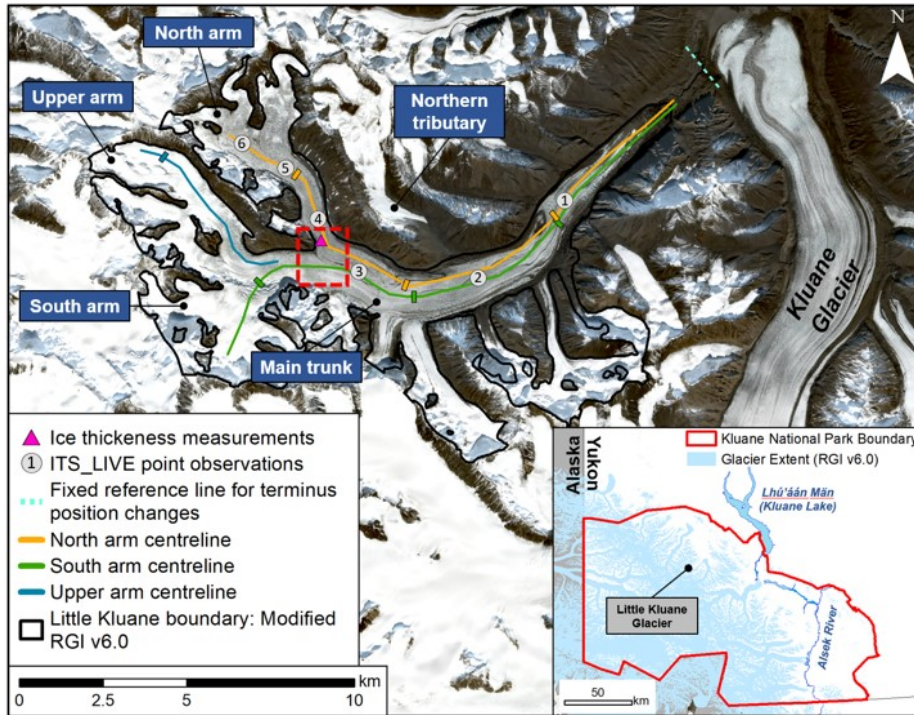 N
North arm
Upper arm
Northern
tributary
6
5
4
1
3
2
South arm
Main trunk
Kluane
Glacier
Ice thickeness measurements
1 ITS_LIVE point observations
Fixed reference line for terminus
position changes
North arm centreline
South arm centreline
Upper arm centreline
Little Kluane boundary: Modified
RGI v6.0
km
0 2.5 5 10
Kluane National Park Boundary
Glacier Extent (RGI v6.0)
Alaska
Yukon
Lhù'áán Mān
(Kluane Lake)
Little Kluane
Glacier
Alsek River
50
km